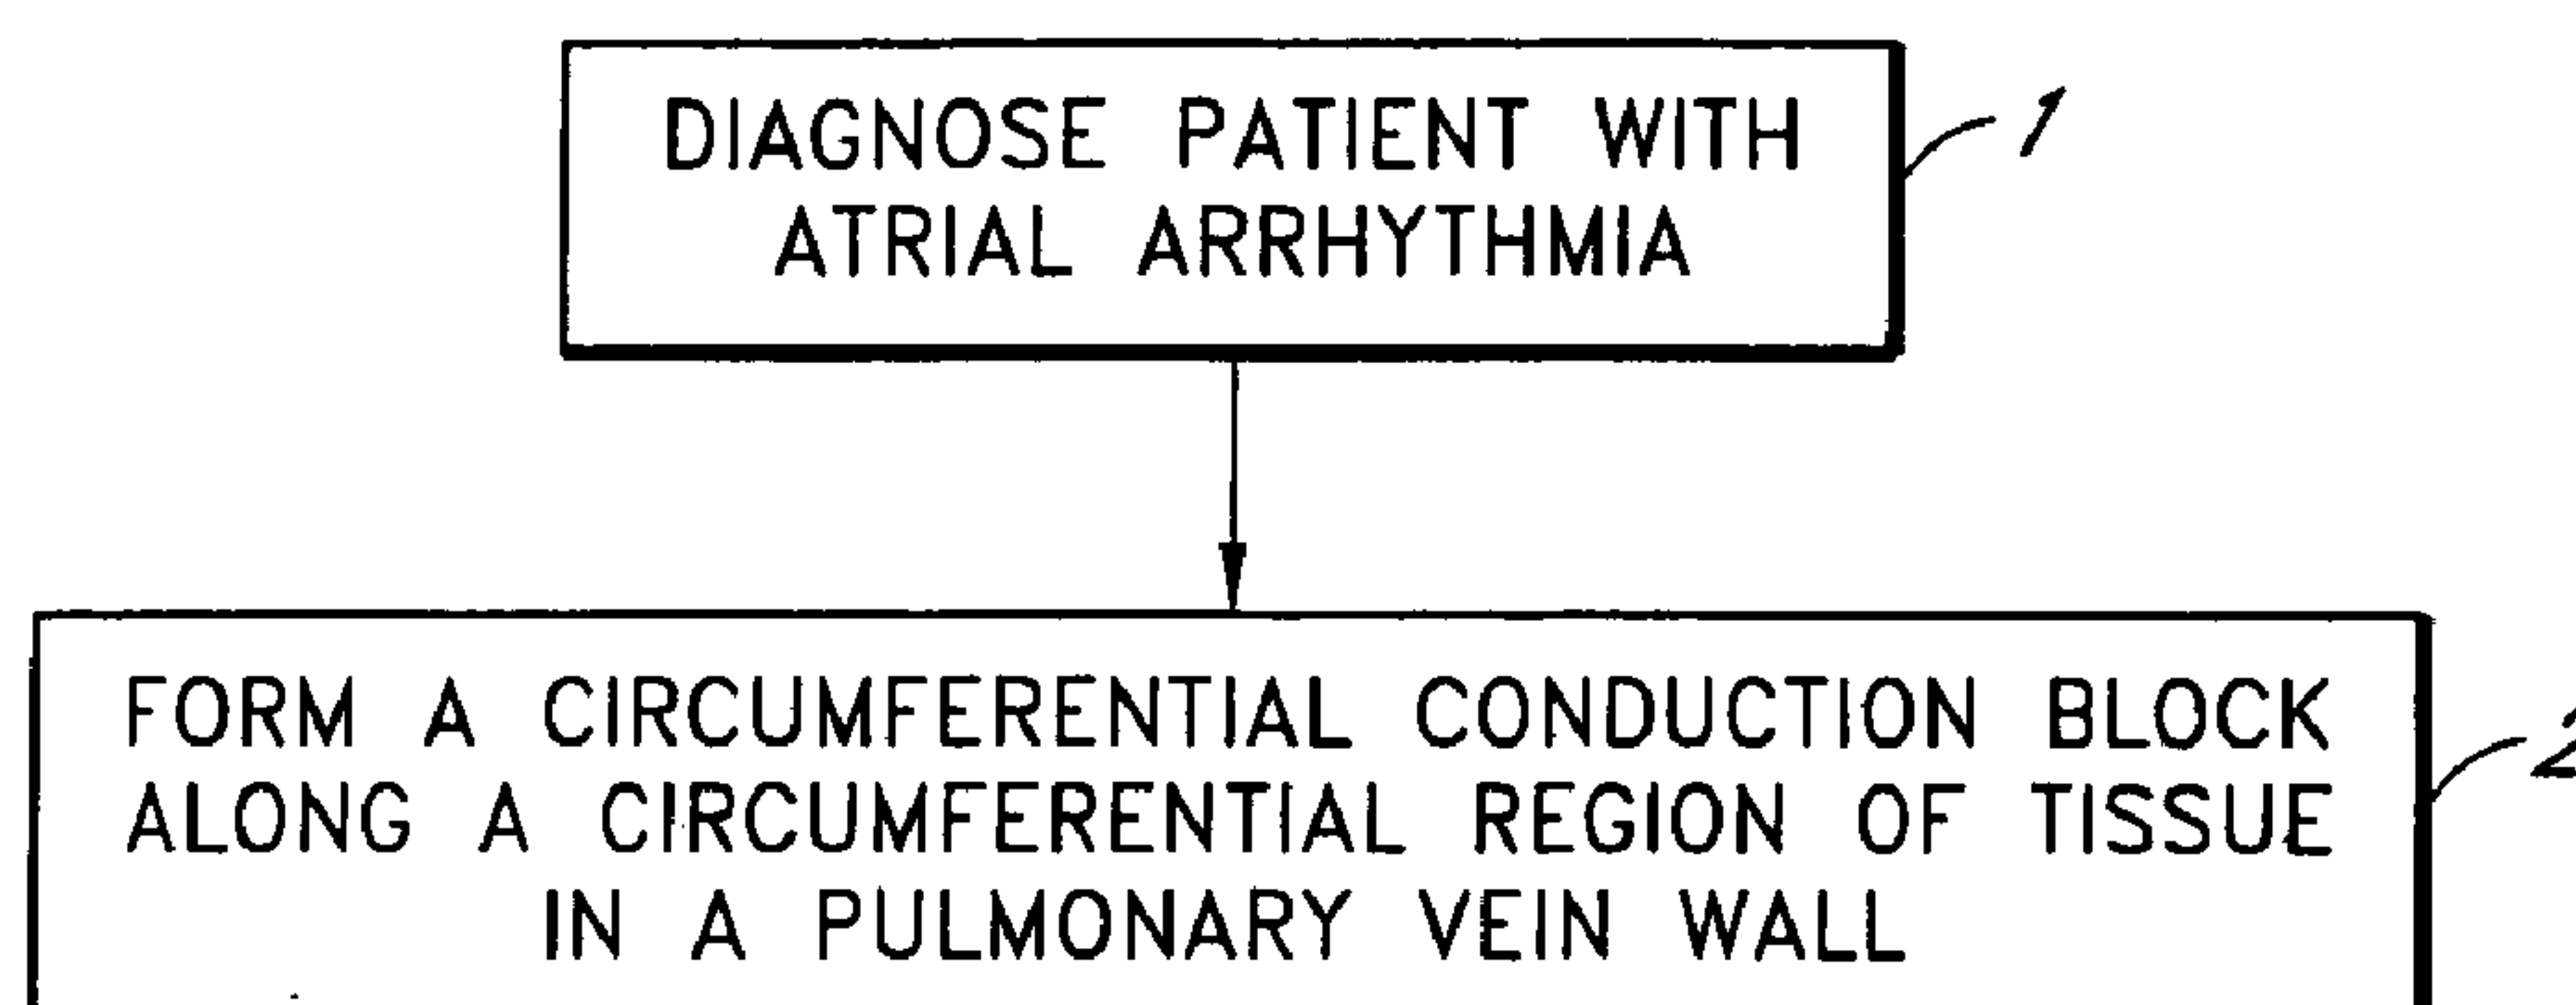 DIAGNOSE PATIENT WITH
ATRIAL ARRHYTHMIA
1
FORM A CIRCUMFERENTIAL CONDUCTION BLOCK
ALONG A CIRCUMFERENTIAL REGION OF TISSUE
IN A PULMONARY VEIN WALL
2